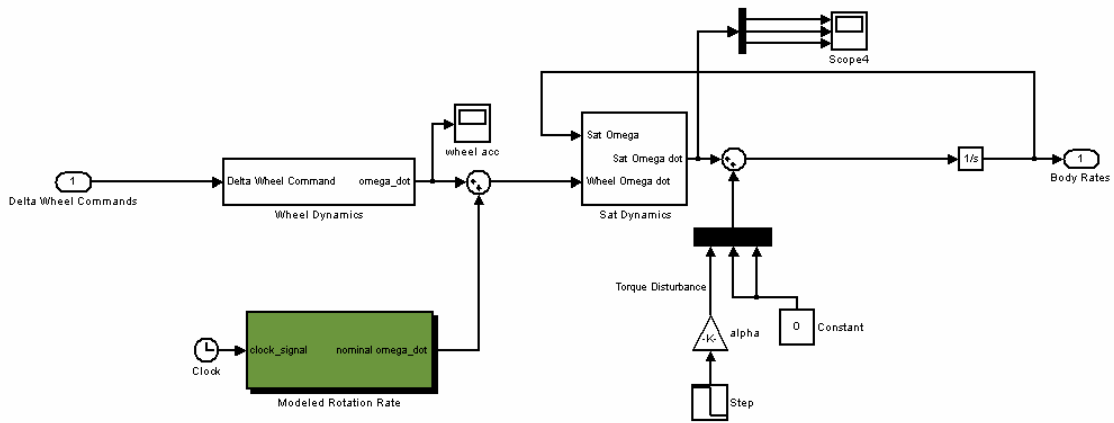 Scope4
Sat Omega
wheel acc
Sat Omega dot
1/s
1
Body Rates
1
Delta Wheel Commands
Delta Wheel Command omega_dot
Wheel Dynamics
Wheel Omega dot
Sat Dynamics
Torque Disturbance
alpha
-K-
0
Constant
clock_signal nominal omega_dot
Clock
Modeled Rotation Rate
Step